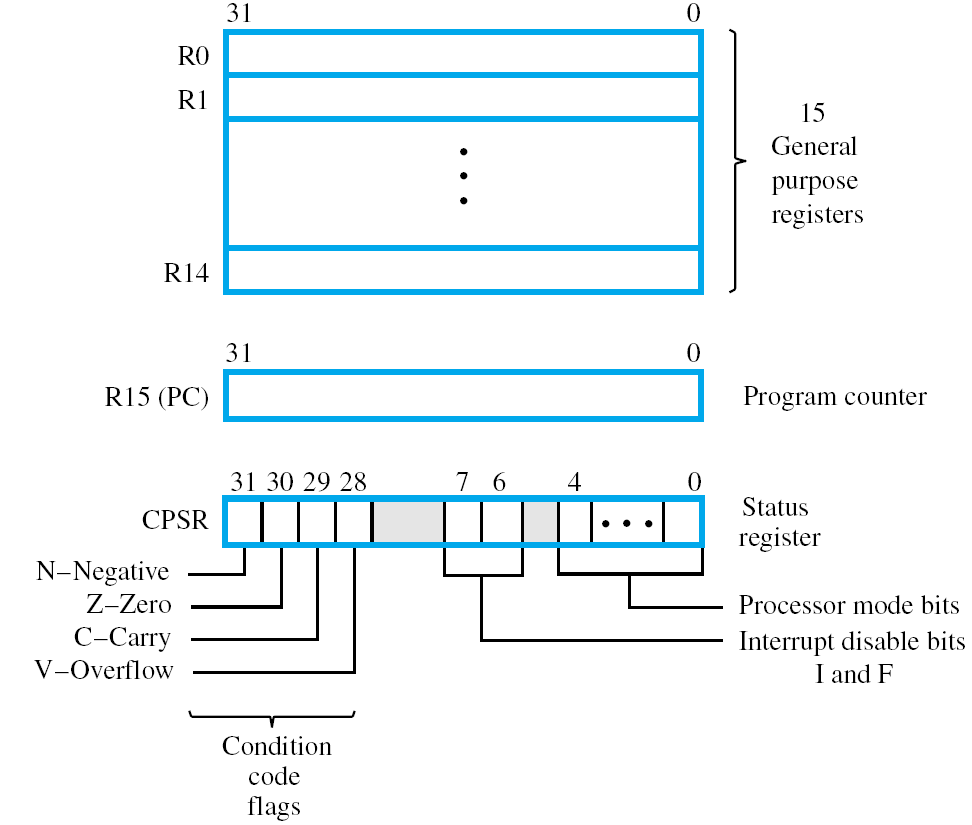 31 0
R0
R1
15
General
purpose
registers
R14
31 0
R15 (PC)
Program counter
31 30 29 28 7 6 4 0
CPSR
Status
register
N–Negative
Z–Zero
C–Carry
V–Overflow
Processor mode bits
Interrupt disable bits
I and F
Condition
code
flags